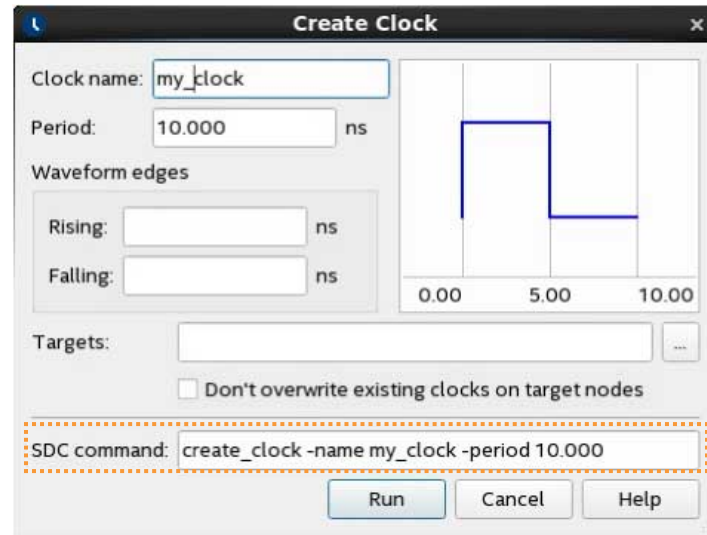 Create Clock
Clock name: my_clock
Period: 10.000 ns
Waveform edges
Rising: ns
Falling: ns
0.00 5.00 10.00
Targets: ...
Don't overwrite existing clocks on target nodes
SDC command: create_clock -name my_clock -period 10.000
Run Cancel Help